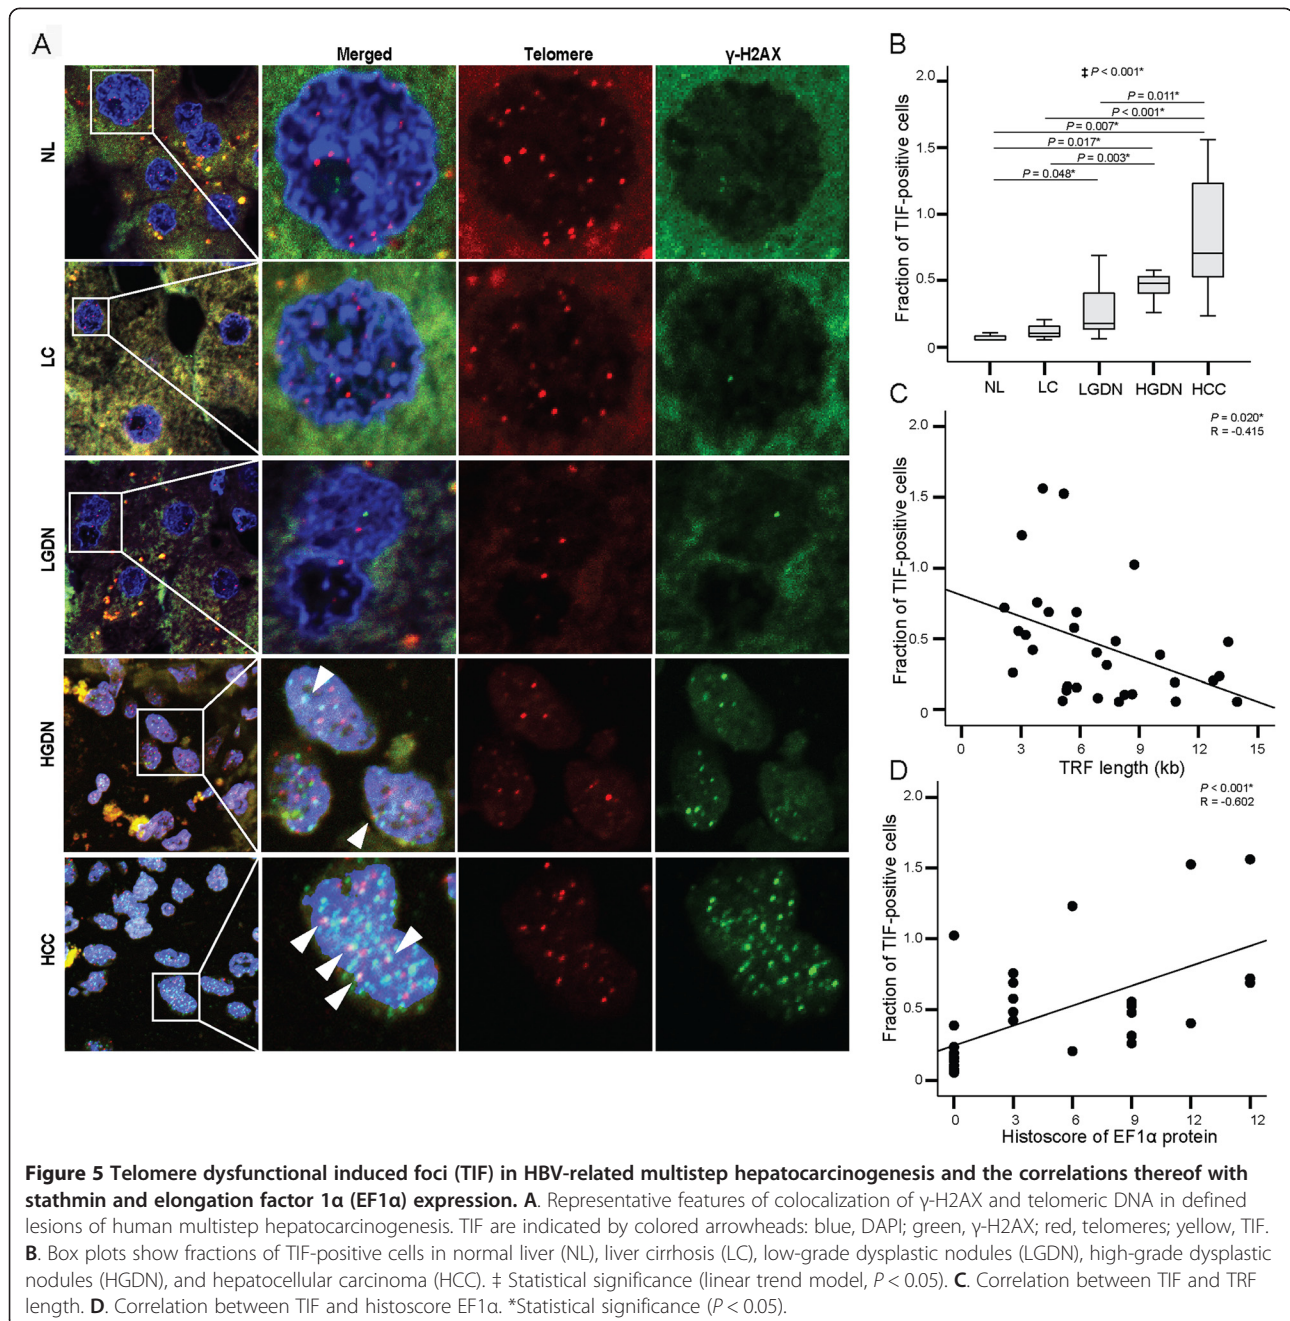 A
Merged
Telomere
γ-H2AX
NL
LC
LGDN
HGDN
HCC
B
‡ P < 0.001*
P = 0.011*
P < 0.001*
P = 0.007*
P = 0.017*
P = 0.003*
P = 0.048*
Fraction of TIF-positive cells
2.0
1.5
1.0
0.5
0
NL LC LGDN HGDN HCC
C
P = 0.020*
R = -0.415
Fraction of TIF-positive cells
2.0
1.5
1.0
0.5
0
0 3 6 9 12 15
TRF length (kb)
D
P < 0.001*
R = -0.602
Fraction of TIF-positive cells
2.0
1.5
1.0
0.5
0
0 3 6 9 12 12
Histoscore of EF1α protein
Figure 5 Telomere dysfunctional induced foci (TIF) in HBV-related multistep hepatocarcinogenesis and the correlations thereof with
stathmin and elongation factor 1α (EF1α) expression. A. Representative features of colocalization of γ-H2AX and telomeric DNA in defined
lesions of human multistep hepatocarcinogenesis. TIF are indicated by colored arrowheads: blue, DAPI; green, γ-H2AX; red, telomeres; yellow, TIF.
B. Box plots show fractions of TIF-positive cells in normal liver (NL), liver cirrhosis (LC), low-grade dysplastic nodules (LGDN), high-grade dysplastic
nodules (HGDN), and hepatocellular carcinoma (HCC). ‡ Statistical significance (linear trend model, P < 0.05). C. Correlation between TIF and TRF
length. D. Correlation between TIF and histoscore EF1α. *Statistical significance (P < 0.05).